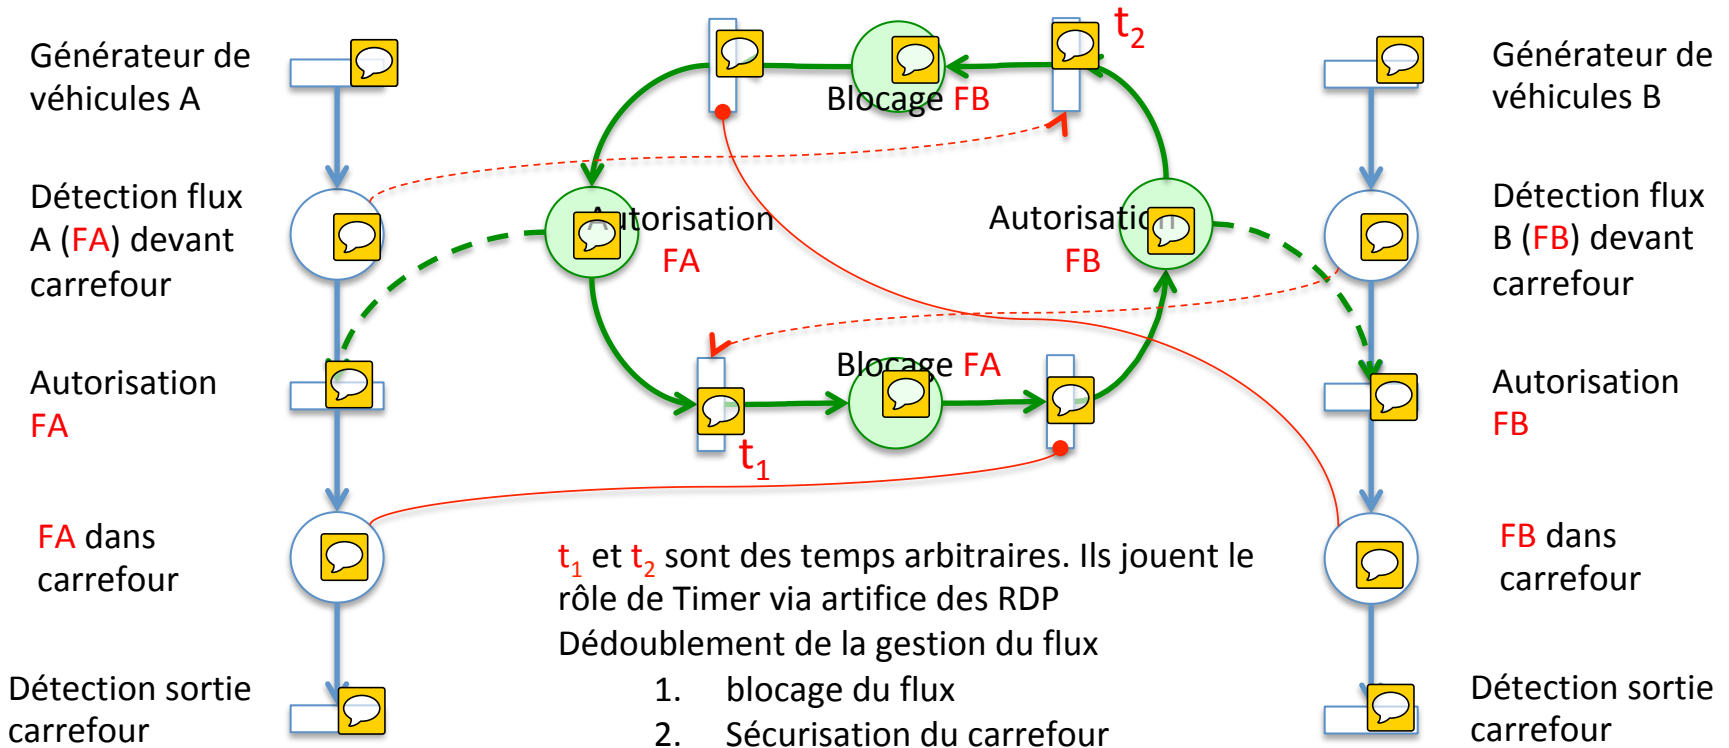 Générateur de
véhicules A
Détection flux
A (FA) devant
carrefour
Autorisation
FA
FA dans
carrefour
Détection sortie
carrefour
t2
Blocage FB
Autorisation
FA
Autorisation
FB
Blocage FA
t1
t1 et t2 sont des temps arbitraires. Ils jouent le
rôle de Timer via artifice des RDP
Dédoublement de la gestion du flux
1. blocage du flux
2. Sécurisation du carrefour
Générateur de
véhicules B
Détection flux
B (FB) devant
carrefour
Autorisation
FB
FB dans
carrefour
Détection sortie
carrefour